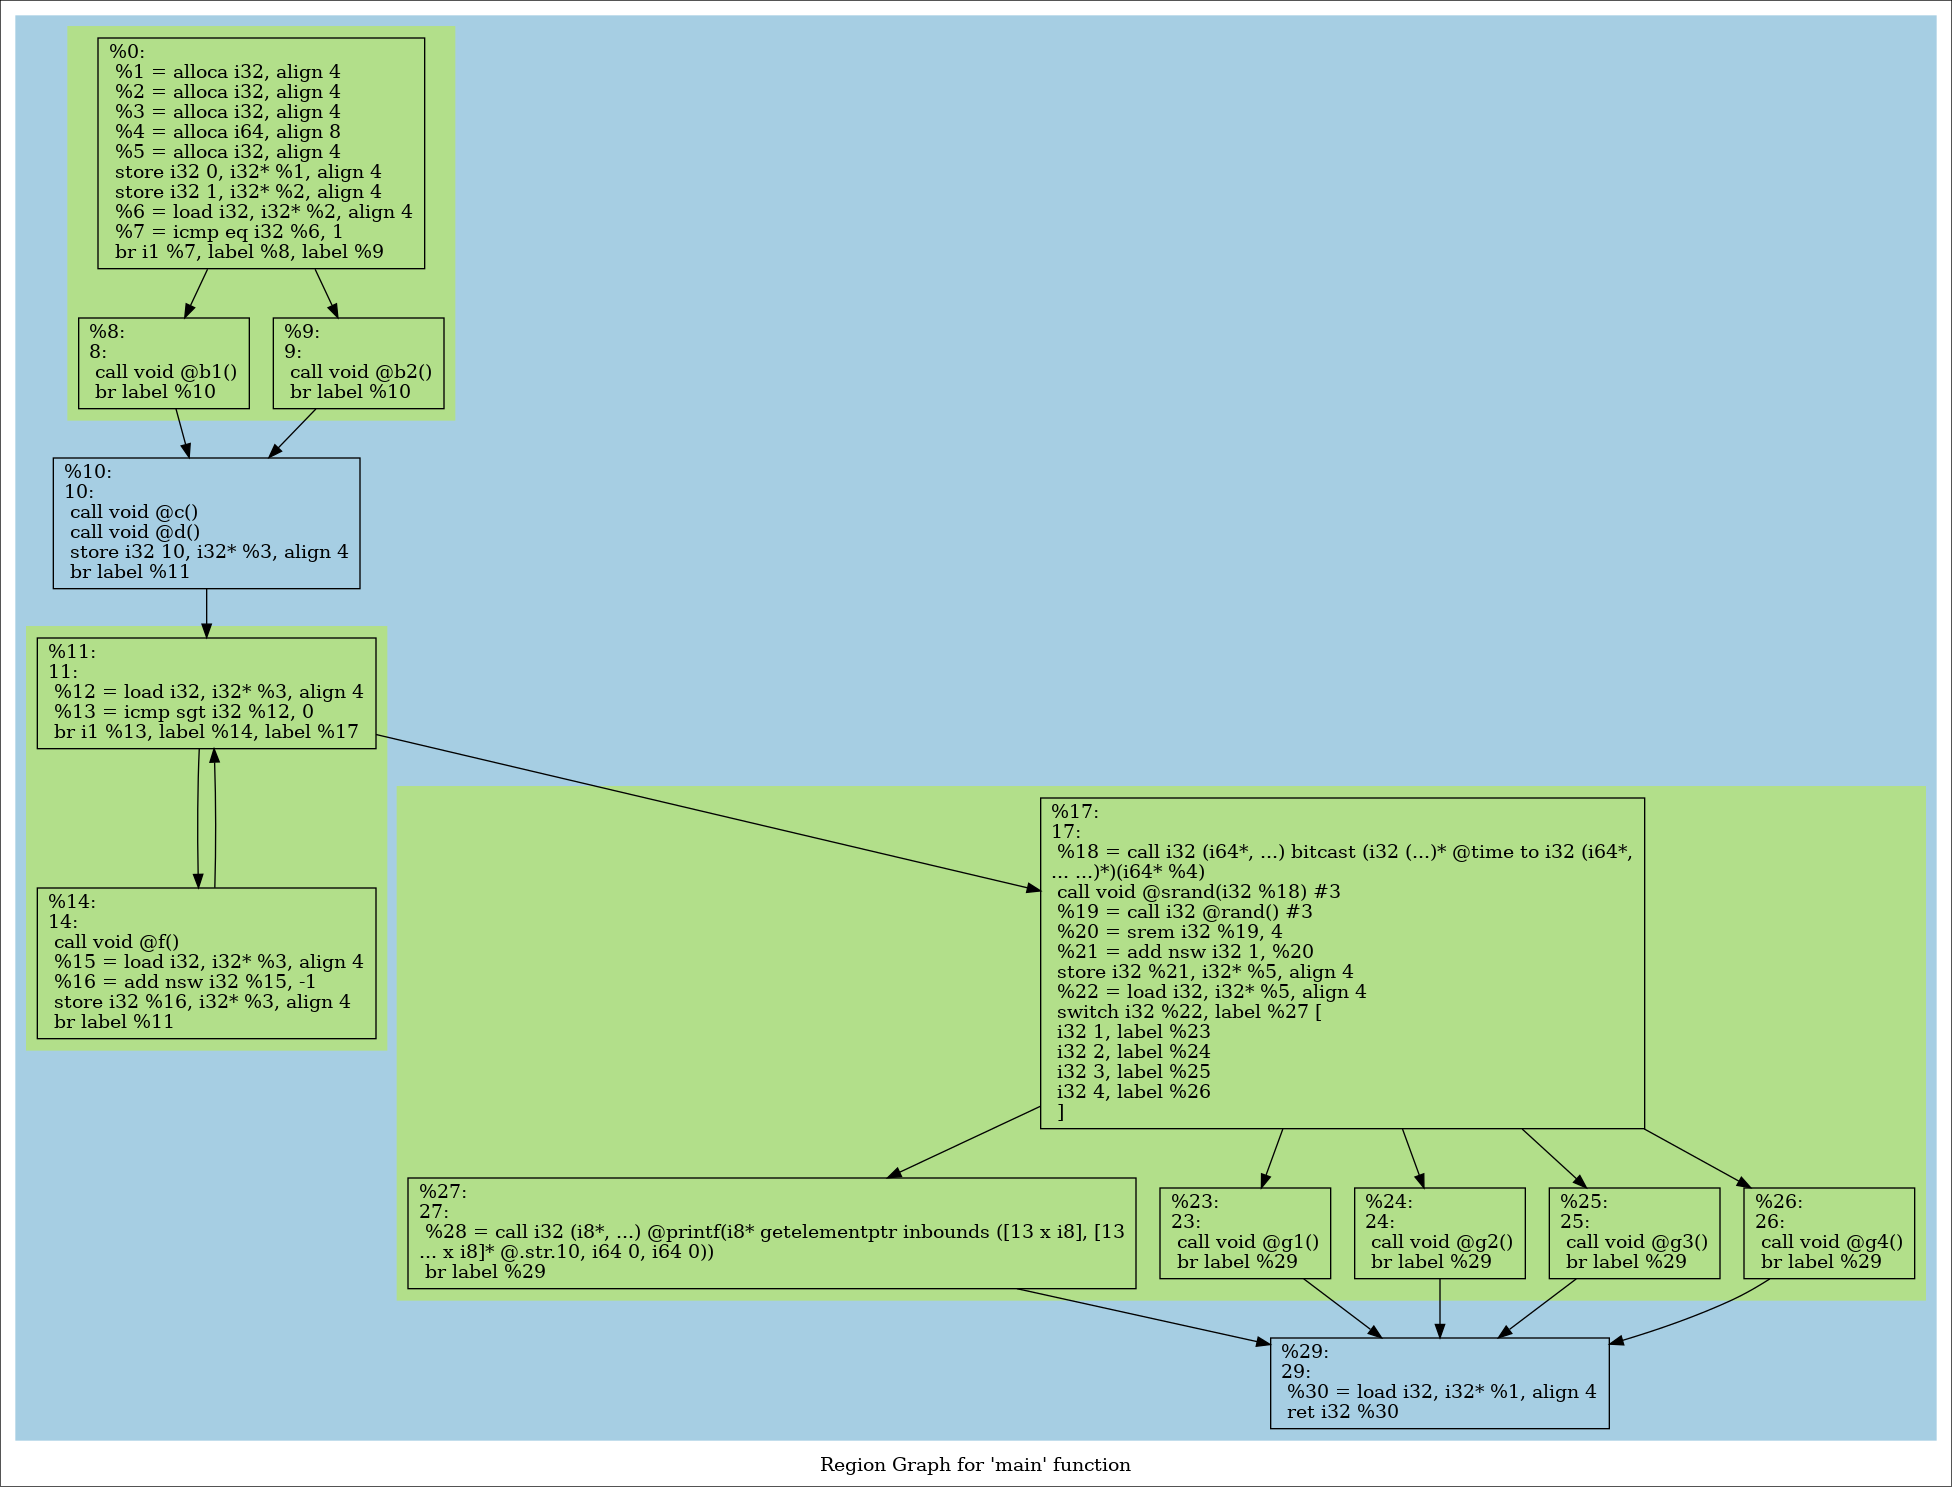 %0:
%1 = alloca i32, align 4
%2 = alloca i32, align 4
%3 = alloca i32, align 4
%4 = alloca i64, align 8
%5 = alloca i32, align 4
store i32 0, i32* %1, align 4
store i32 1, i32* %2, align 4
%6 = load i32, i32* %2, align 4
%7 = icmp eq i32 %6, 1
br i1 %7, label %8, label %9
%8:
8:
call void @b1()
br label %10
%9:
9:
call void @b2()
br label %10
%10:
10:
call void @c()
call void @d()
store i32 10, i32* %3, align 4
br label %11
%11:
11:
%12 = load i32, i32* %3, align 4
%13 = icmp sgt i32 %12, 0
br i1 %13, label %14, label %17
%14:
14:
call void @f()
%15 = load i32, i32* %3, align 4
%16 = add nsw i32 %15, -1
store i32 %16, i32* %3, align 4
br label %11
%17:
17:
%18 = call i32 (i64*, ...) bitcast (i32 (...)* @time to i32 (i64*,
... ...)*)(i64* %4)
call void @srand(i32 %18) #3
%19 = call i32 @rand() #3
%20 = srem i32 %19, 4
%21 = add nsw i32 1, %20
store i32 %21, i32* %5, align 4
%22 = load i32, i32* %5, align 4
switch i32 %22, label %27 [
i32 1, label %23
i32 2, label %24
i32 3, label %25
i32 4, label %26
]
%27:
27:
%28 = call i32 (i8*, ...) @printf(i8* getelementptr inbounds ([13 x i8], [13
... x i8]* @.str.10, i64 0, i64 0))
br label %29
%23:
23:
call void @g1()
br label %29
%24:
24:
call void @g2()
br label %29
%25:
25:
call void @g3()
br label %29
%26:
26:
call void @g4()
br label %29
%29:
29:
%30 = load i32, i32* %1, align 4
ret i32 %30
Region Graph for 'main' function